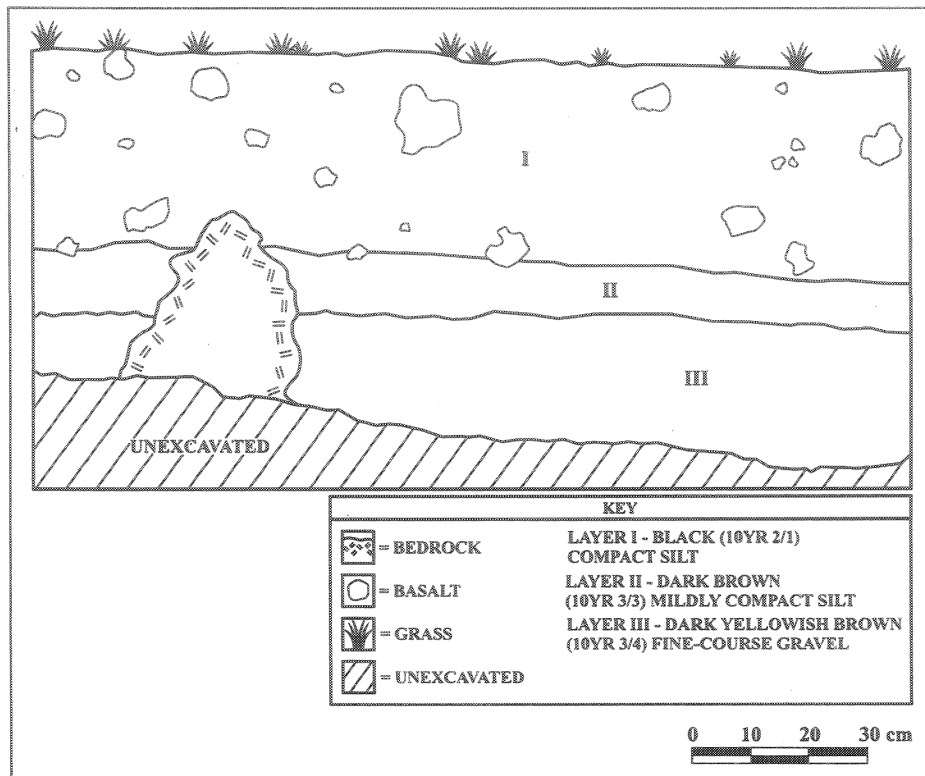 I
II
III
UNEXCAVATED
KEY
= BEDROCK
= BASALT
= GRASS
= UNEXCAVATED
LAYER I - BLACK (10YR 2/1)
COMPACT SILT
LAYER II - DARK BROWN
(10YR 3/3) MILDLY COMPACT SILT
LAYER III - DARK YELLOWISH BROWN
(10YR 3/4) FINE-COURSE GRAVEL
0 10 20 30 cm